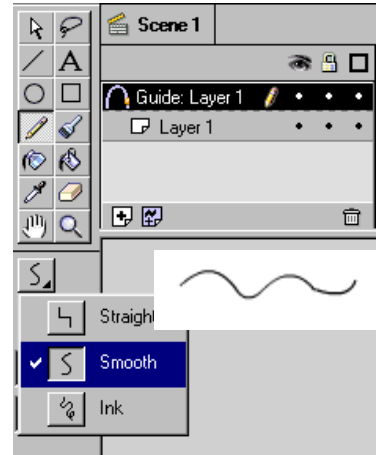 Scene 1
A
Guide: Layer 1
Layer 1
Straight
Smooth
Ink